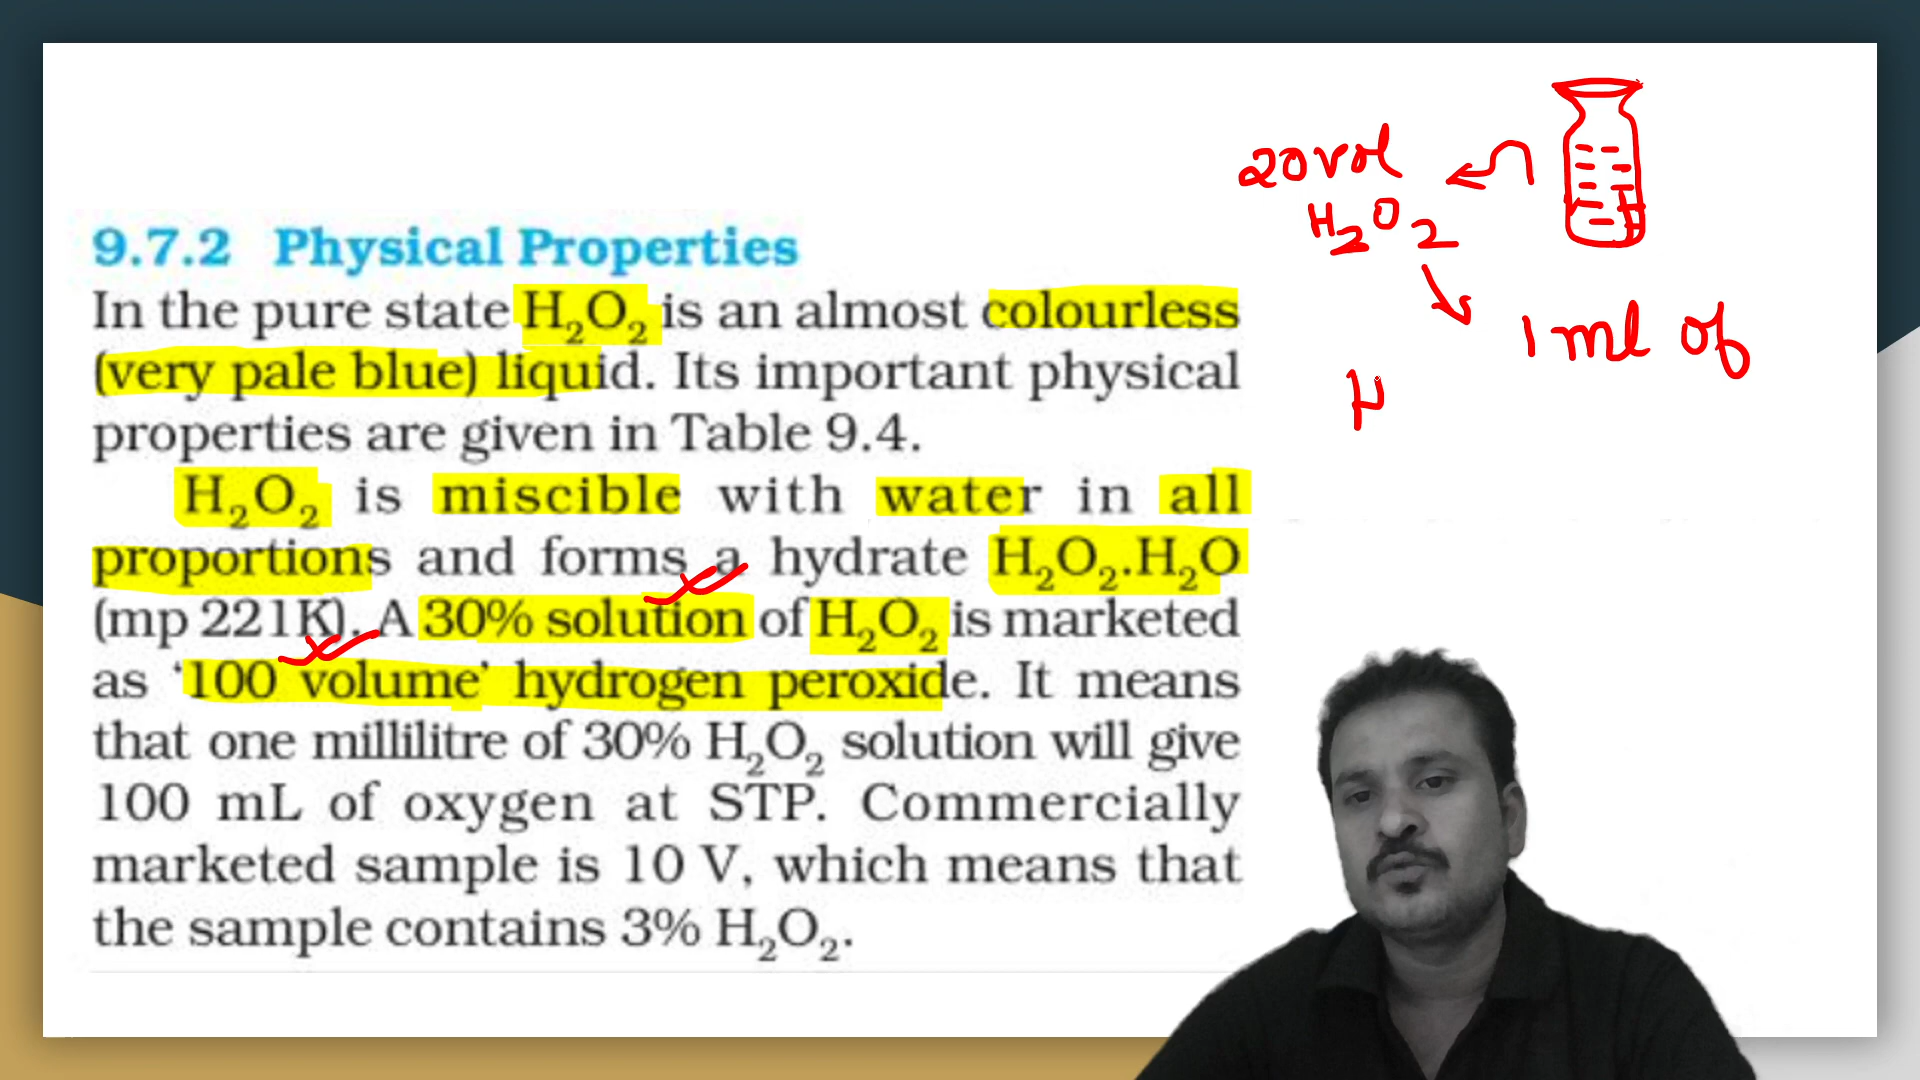 9.7.2 Physical Properties
In the pure state H₂O₂ is an almost colourless
(very pale blue) liquid. Its important physical
properties are given in Table 9.4.
H₂O₂ is miscible with water in all
proportions and forms a hydrate H₂O₂.H₂O
(mp 221K). A 30% solution of H₂O₂ is marketed
as ‘100 volume’ hydrogen peroxide. It means
that one millilitre of 30% H₂O₂ solution will give
100 mL of oxygen at STP. Commercially
marketed sample is 10 V, which means that
the sample contains 3% H₂O₂.
20 vol
H₂O₂
1 ml of
H